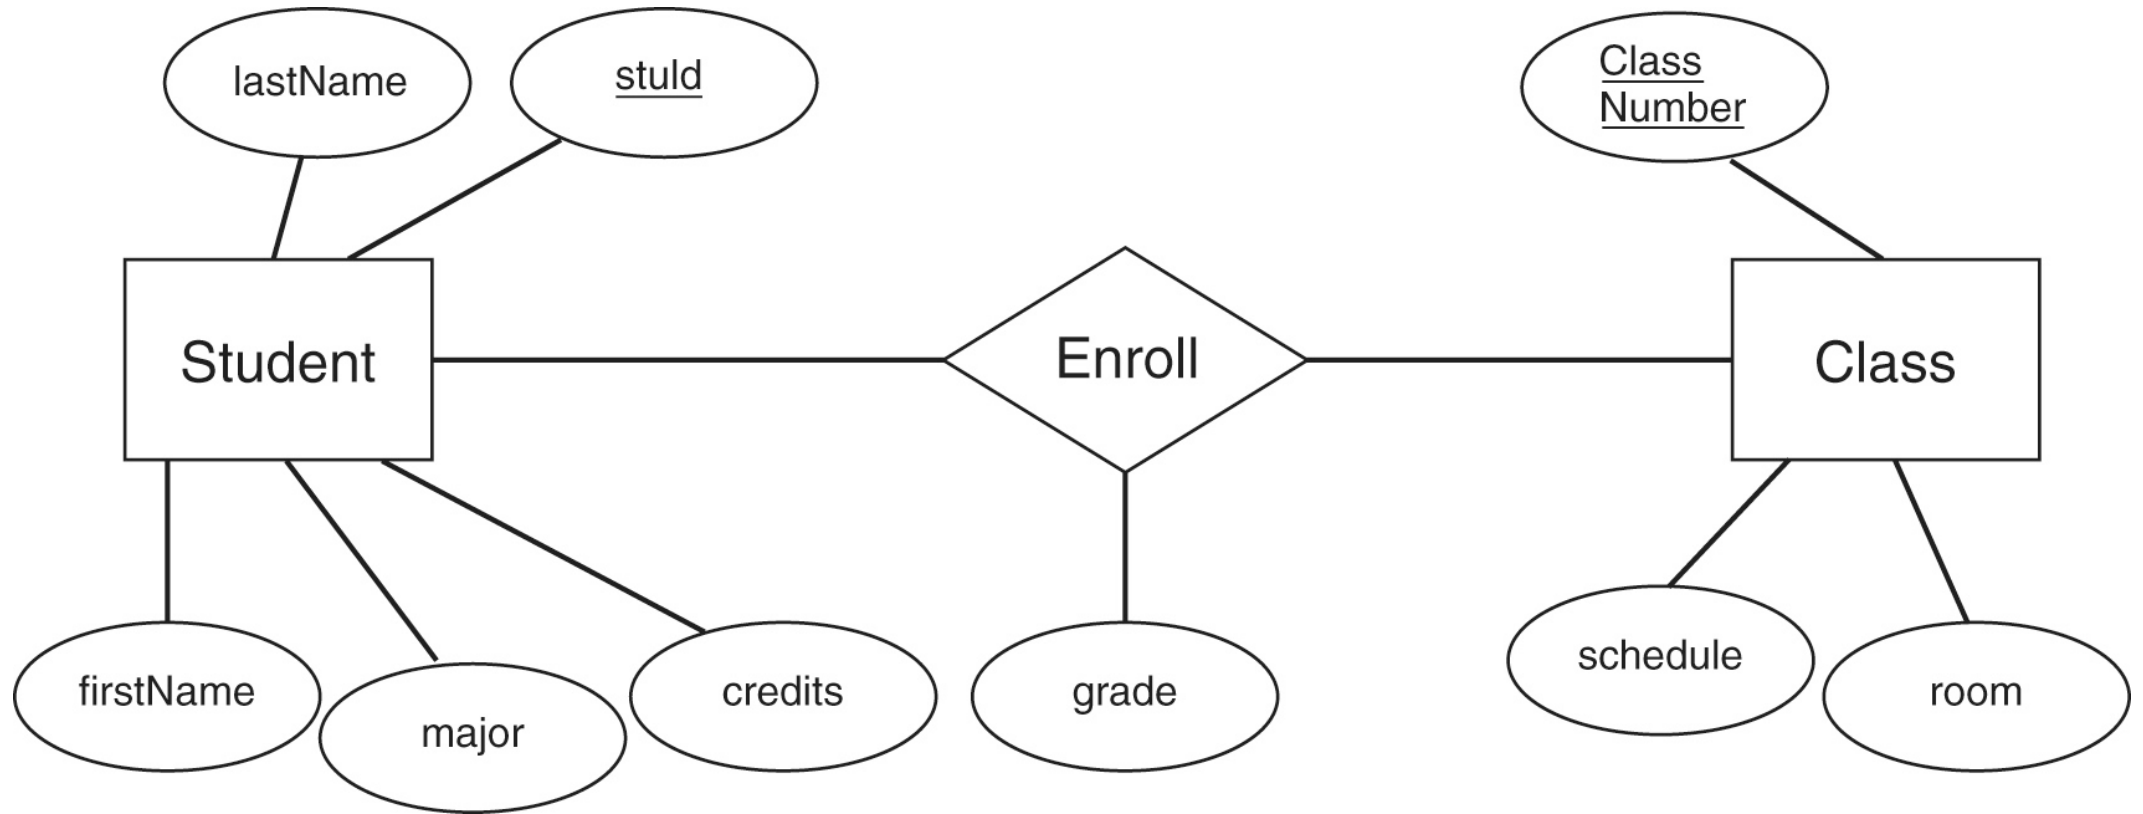 lastName
stuId
Class
Number
Student
Enroll
Class
firstName
major
credits
grade
schedule
room